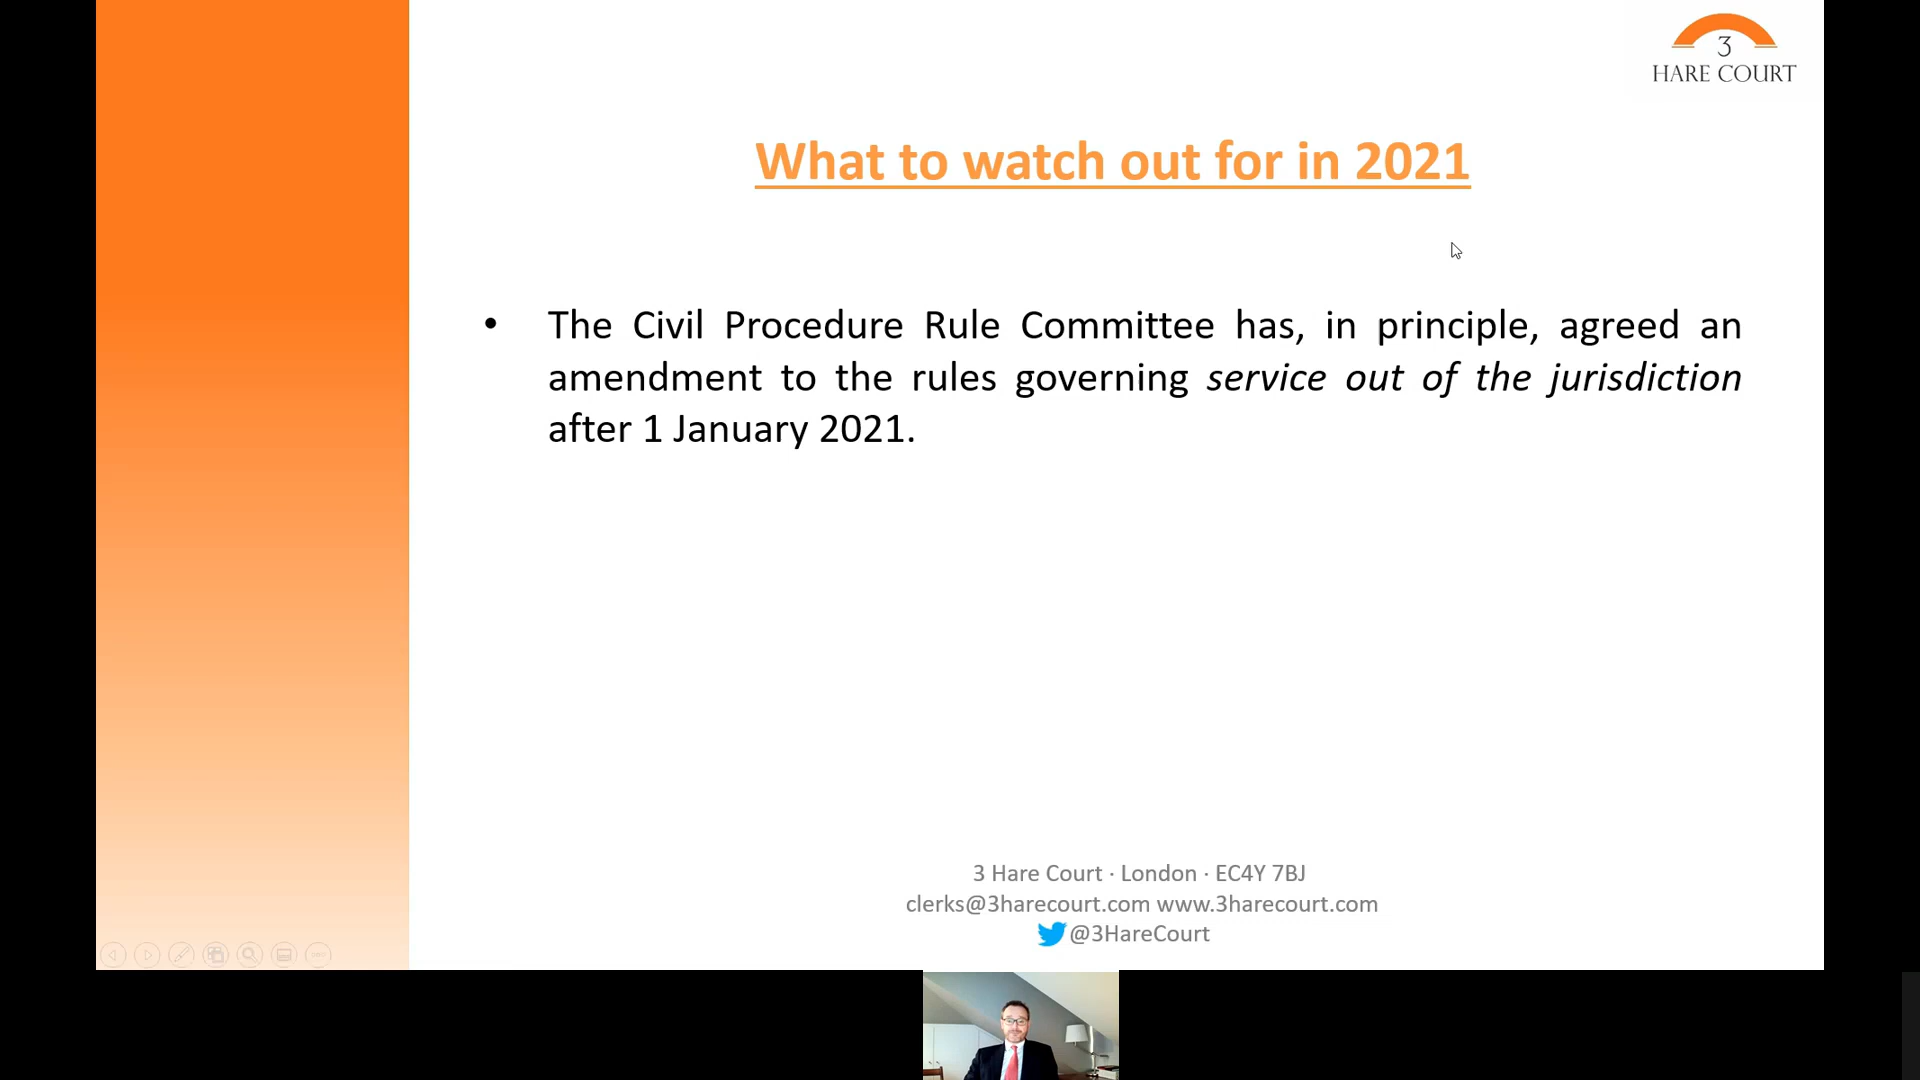 3
HARE COURT
What to watch out for in 2021
• The Civil Procedure Rule Committee has, in principle, agreed an
amendment to the rules governing service out of the jurisdiction
after 1 January 2021.
3 Hare Court · London · EC4Y 7BJ
clerks@3harecourt.com www.3harecourt.com
@3HareCourt